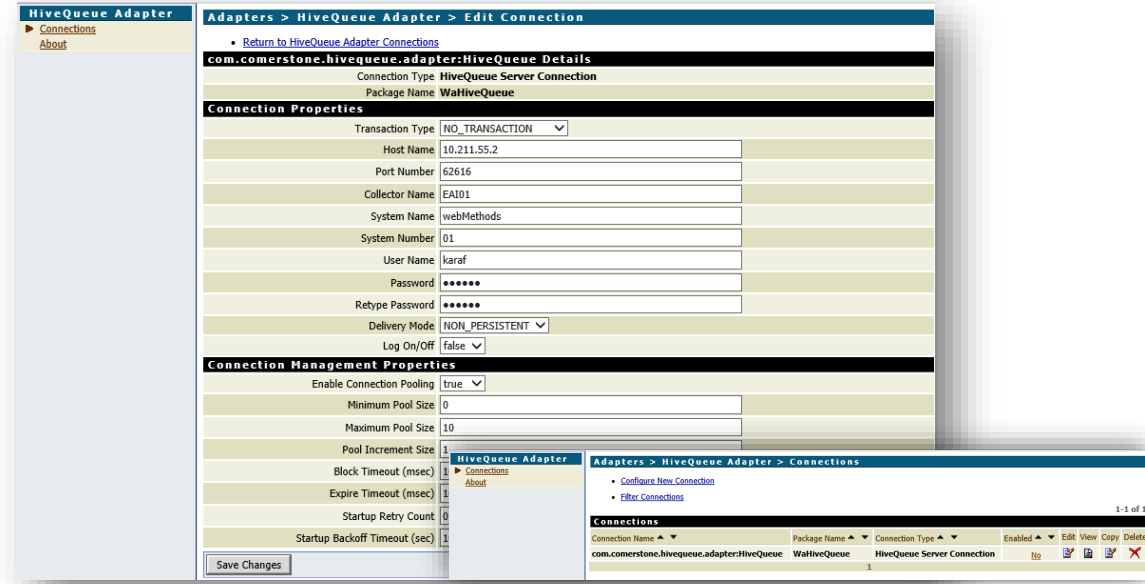 HiveQueue Adapter
Connections
About
Adapters > HiveQueue Adapter > Edit Connection
Return to HiveQueue Adapter Connections
com.comerstone.hivequeue.adapter:HiveQueue Details
Connection Type HiveQueue Server Connection
Package Name WaHiveQueue
Connection Properties
Transaction Type NO_TRANSACTION
Host Name 10.211.55.2
Port Number 62616
Collector Name EAI01
System Name webMethods
System Number 01
User Name karaf
Password ●●●●●●
Retype Password ●●●●●●
Delivery Mode NON_PERSISTENT
Log On/Off false
Connection Management Properties
Enable Connection Pooling true
Minimum Pool Size 0
Maximum Pool Size 10
Pool Increment Size 1
Block Timeout (msec)
Expire Timeout (msec)
Startup Retry Count
Startup Backoff Timeout (sec)
Save Changes
HiveQueue Adapter
Connections
About
Adapters > HiveQueue Adapter > Connections
Configure New Connection
Filter Connections
1-1 of 1
Connections
Connection Name Package Name Connection Type Enabled Edit View Copy Delete
com.comerstone.hivequeue.adapter:HiveQueue WaHiveQueue HiveQueue Server Connection No
1